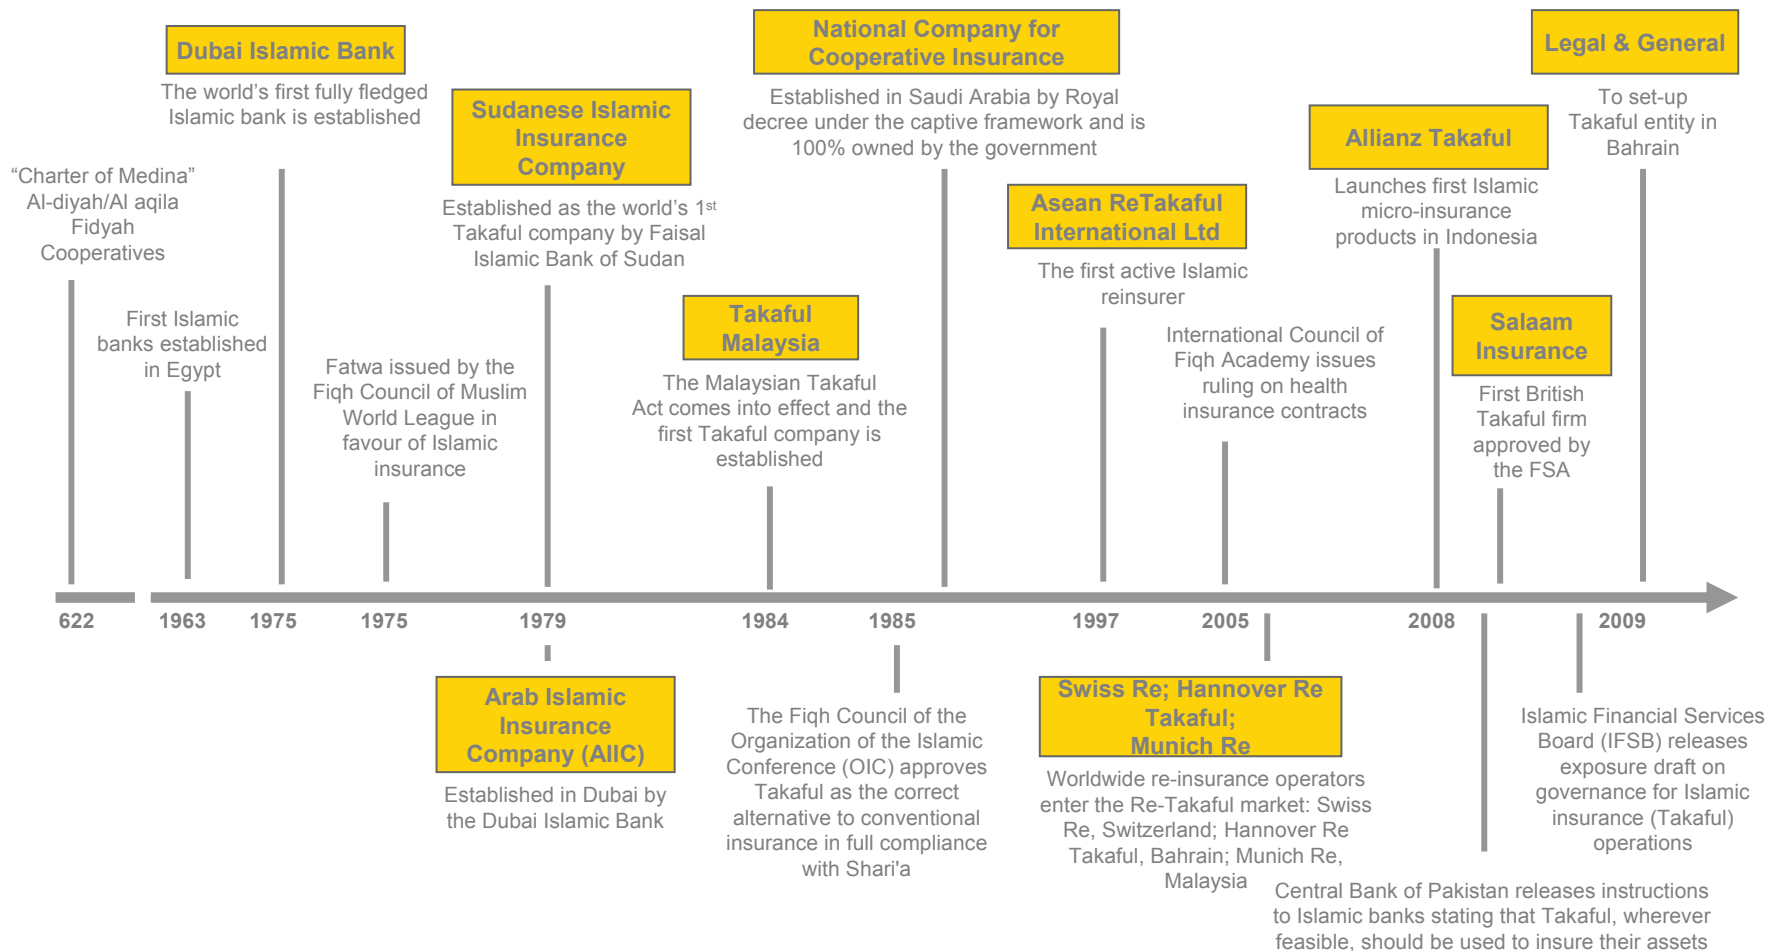 Dubai Islamic Bank
The world's first fully fledged
Islamic bank is established
"Charter of Medina"
Al-diyah/Al aqila
Fidyah
Cooperatives
First Islamic
banks established
in Egypt
Fatwa issued by the
Fiqh Council of Muslim
World League in
favour of Islamic
insurance
Sudanese Islamic
Insurance
Company
Established as the world's 1st
Takaful company by Faisal
Islamic Bank of Sudan
Takaful
Malaysia
The Malaysian Takaful
Act comes into effect and the
first Takaful company is
established
National Company for
Cooperative Insurance
Established in Saudi Arabia by Royal
decree under the captive framework and is
100% owned by the government
Asean ReTakaful
International Ltd
The first active Islamic
reinsurer
International Council of
Fiqh Academy issues
ruling on health
insurance contracts
Allianz Takaful
Launches first Islamic
micro-insurance
products in Indonesia
Salaam
Insurance
First British
Takaful firm
approved by
the FSA
Legal & General
To set-up
Takaful entity in
Bahrain
622
1963
1975
1975
1979
1984
1985
1997
2005
2008
2009
Arab Islamic
Insurance
Company (AIIC)
Established in Dubai by
the Dubai Islamic Bank
The Fiqh Council of the
Organization of the Islamic
Conference (OIC) approves
Takaful as the correct
alternative to conventional
insurance in full compliance
with Shari'a
Swiss Re; Hannover Re
Takaful;
Munich Re
Worldwide re-insurance operators
enter the Re-Takaful market: Swiss
Re, Switzerland; Hannover Re
Takaful, Bahrain; Munich Re,
Malaysia
Central Bank of Pakistan releases instructions
to Islamic banks stating that Takaful, wherever
feasible, should be used to insure their assets
Islamic Financial Services
Board (IFSB) releases
exposure draft on
governance for Islamic
insurance (Takaful)
operations